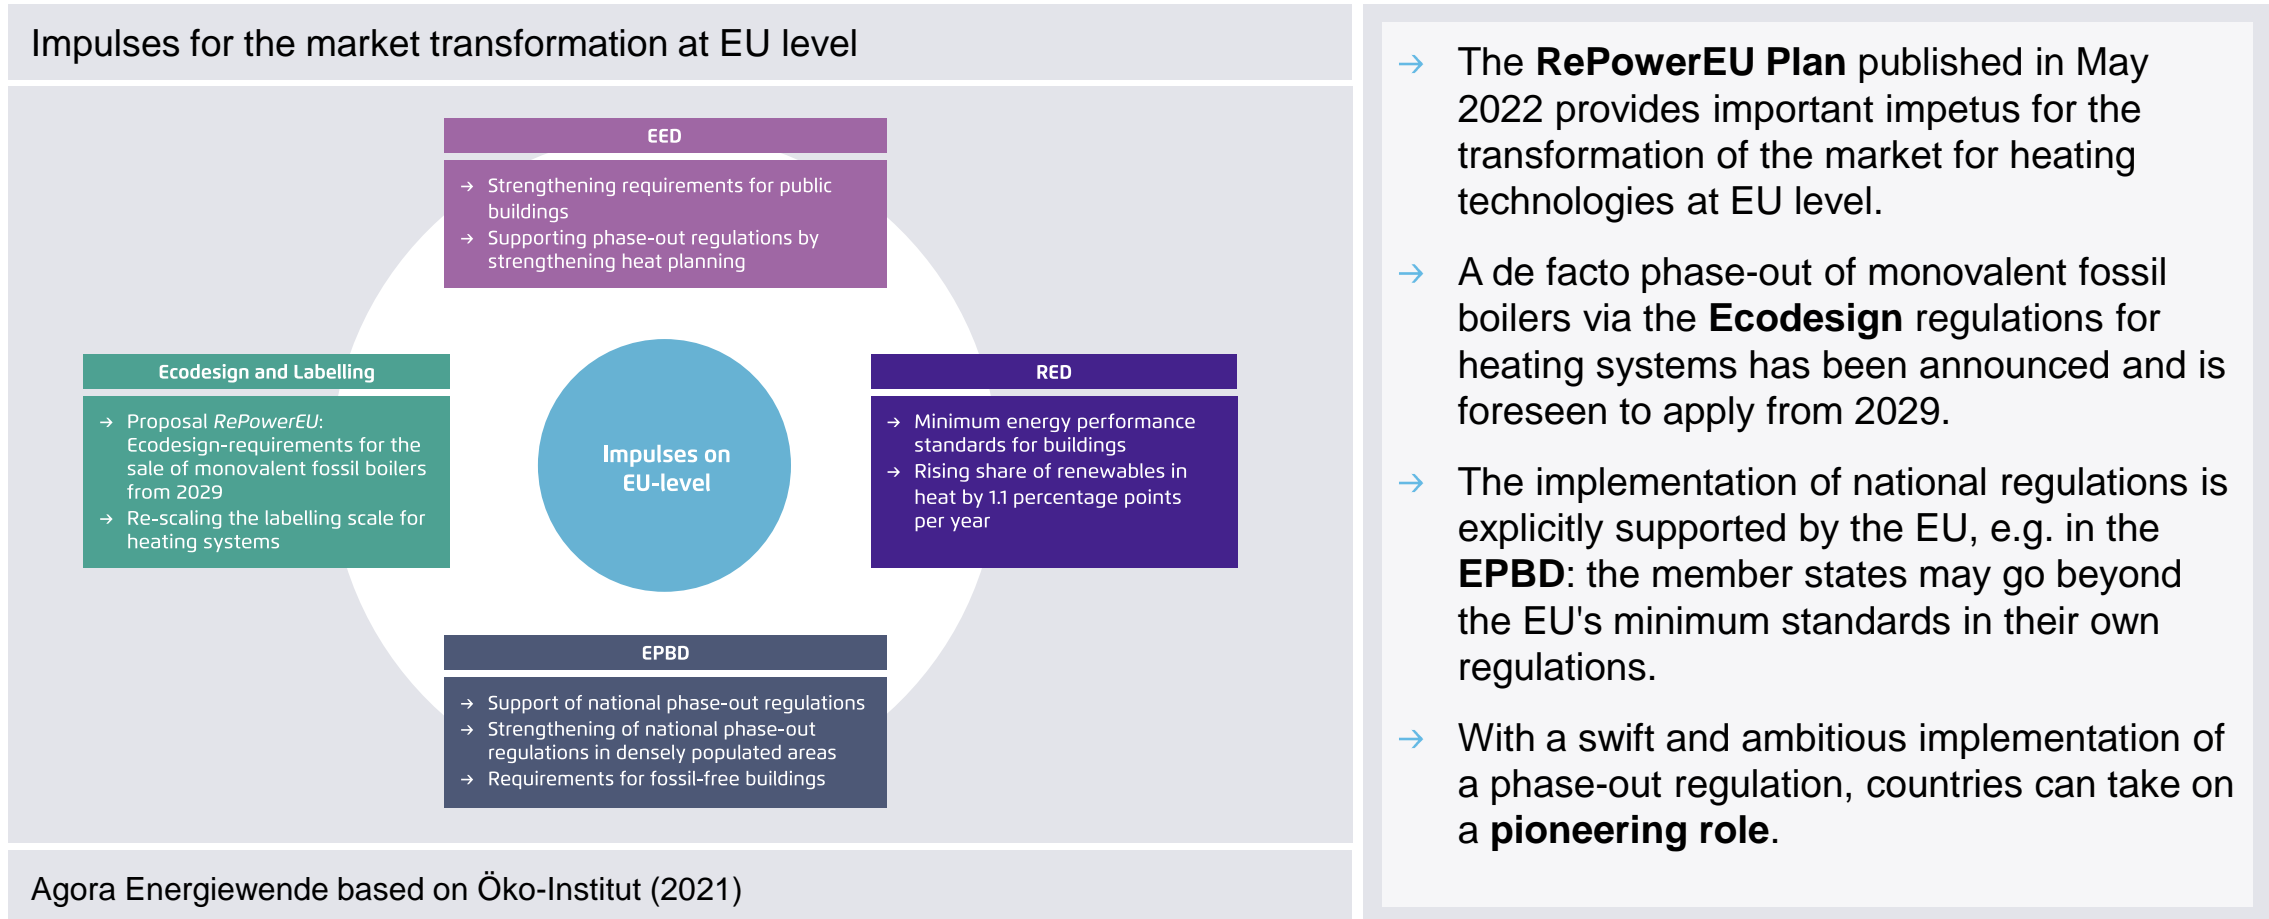 Impulses for the market transformation at EU level
EED
→ Strengthening requirements for public
buildings
→ Supporting phase-out regulations by
strengthening heat planning
Ecodesign and Labelling
→ Proposal RePowerEU:
Ecodesign-requirements for the
sale of monovalent fossil boilers
from 2029
→ Re-scaling the labelling scale for
heating systems
Impulses on
EU-level
RED
→ Minimum energy performance
standards for buildings
→ Rising share of renewables in
heat by 1.1 percentage points
per year
EPBD
→ Support of national phase-out regulations
→ Strengthening of national phase-out
regulations in densely populated areas
→ Requirements for fossil-free buildings
Agora Energiewende based on Öko-Institut (2021)
→ The RePowerEU Plan published in May
2022 provides important impetus for the
transformation of the market for heating
technologies at EU level.
→ A de facto phase-out of monovalent fossil
boilers via the Ecodesign regulations for
heating systems has been announced and is
foreseen to apply from 2029.
→ The implementation of national regulations is
explicitly supported by the EU, e.g. in the
EPBD: the member states may go beyond
the EU's minimum standards in their own
regulations.
→ With a swift and ambitious implementation of
a phase-out regulation, countries can take on
a pioneering role.